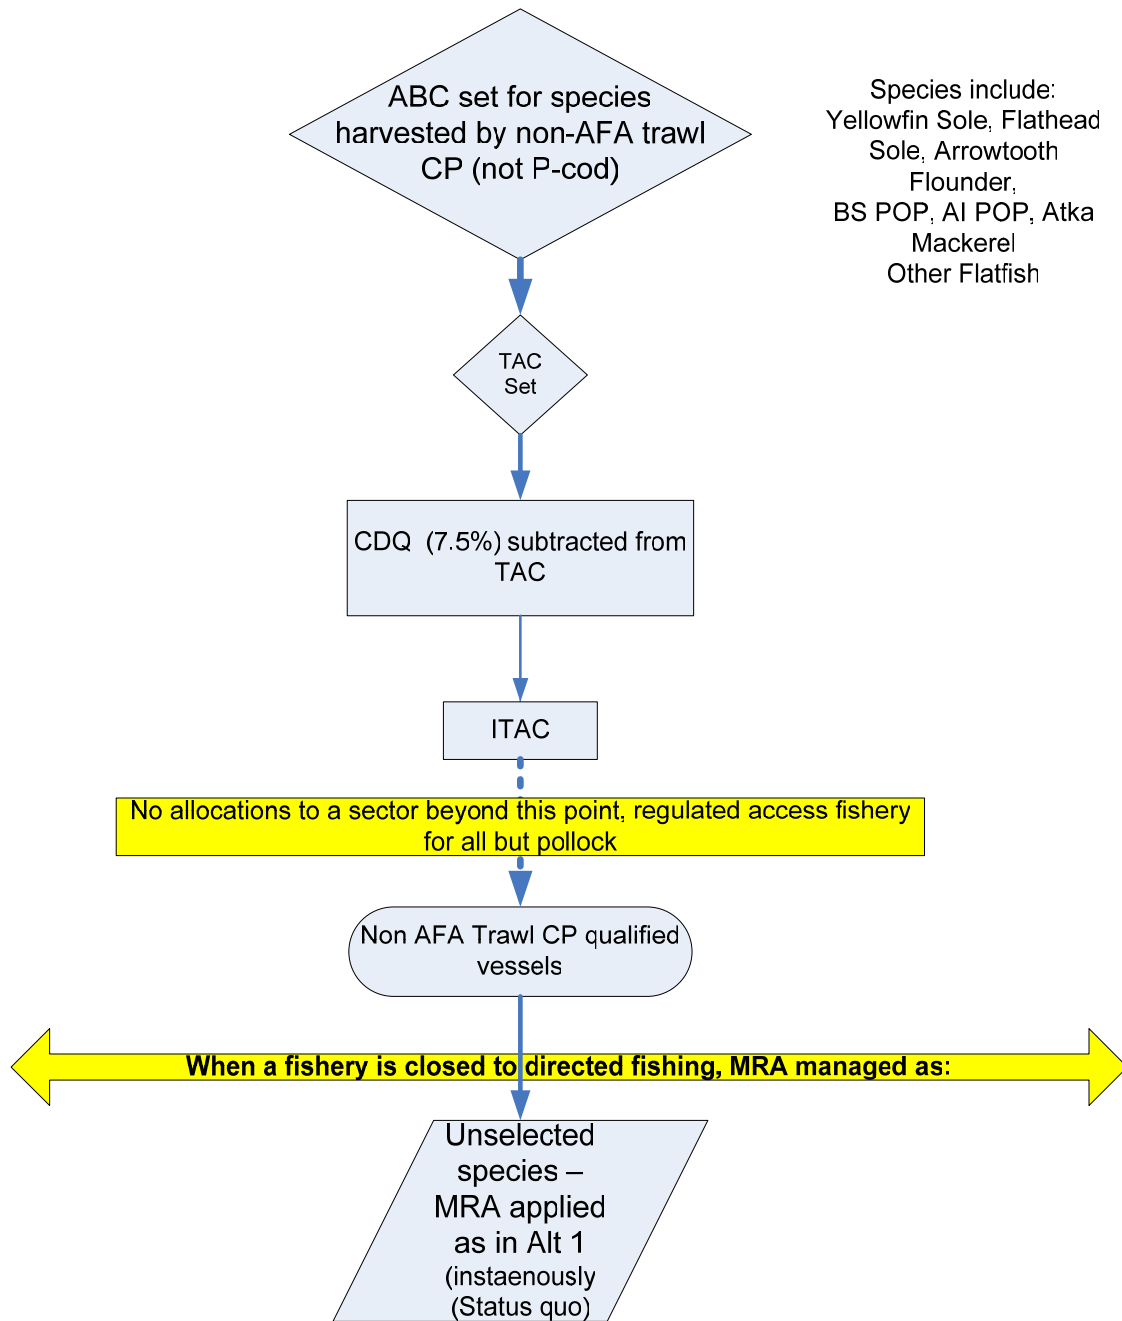 ABC set for species
harvested by non-AFA trawl
CP (not P-cod)
Species include:
Yellowfin Sole, Flathead
Sole, Arrowtooth
Flounder,
BS POP, AI POP, Atka
Mackerel
Other Flatfish
TAC
Set
CDQ (7.5%) subtracted from
TAC
ITAC
No allocations to a sector beyond this point, regulated access fishery
for all but pollock
Non AFA Trawl CP qualified
vessels
When a fishery is closed to directed fishing, MRA managed as:
Unselected
species –
MRA applied
as in Alt 1
(instaenously
(Status quo)